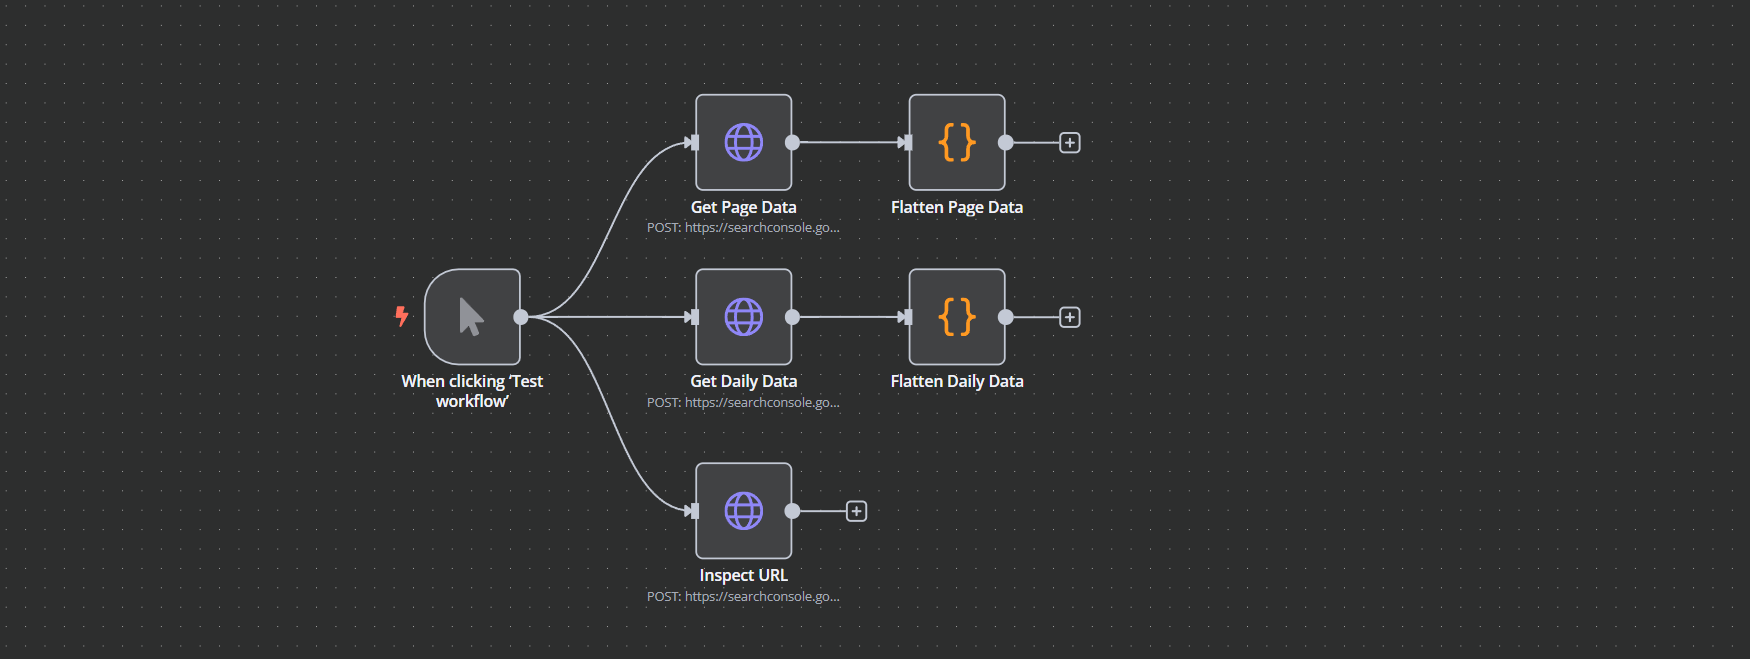 Get Page Data
POST: https://searchconsole.go...
Flatten Page Data
When clicking ‘Test
workflow’
Get Daily Data
POST: https://searchconsole.go...
Flatten Daily Data
Inspect URL
POST: https://searchconsole.go...